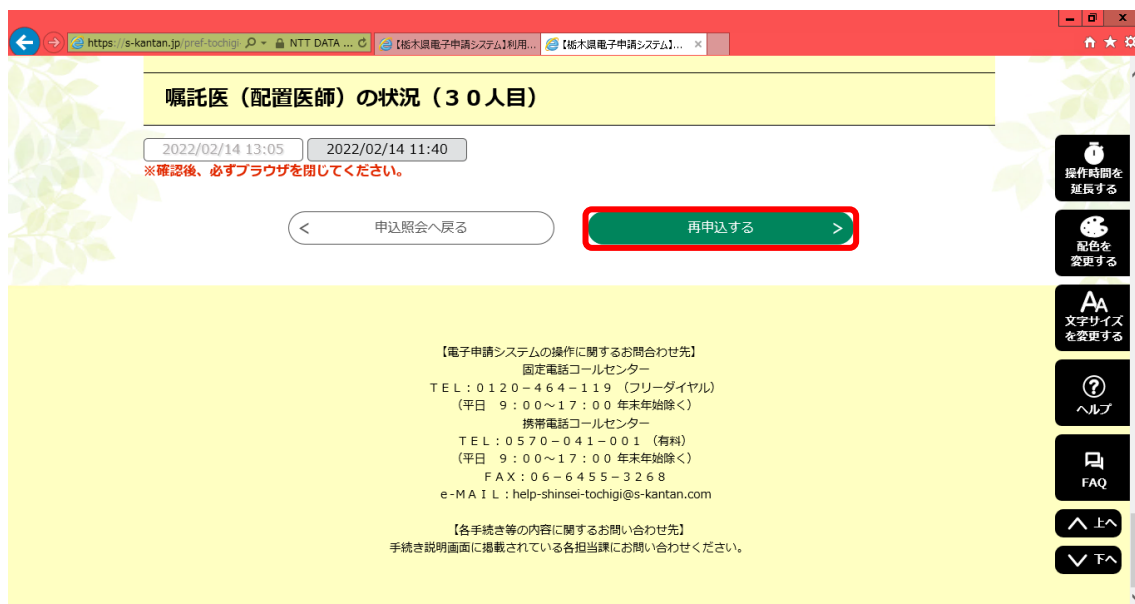 https://s-kantan.jp/pref-tochigi- NTT DATA ... 【栃木県電子申請システム】利用... 【栃木県電子申請システム】... ×
嘱託医（配置医師）の状況（３０人目）
2022/02/14 13:05 2022/02/14 11:40
※確認後、必ずブラウザを閉じてください。
< 申込照会へ戻る
再申込する >
操作時間を
延長する
配色を
変更する
AA
文字サイズ
を変更する
?
ヘルプ
FAQ
上へ
下へ
【電子申請システムの操作に関するお問合わせ先】
固定電話コールセンター
ＴＥＬ：０１２０－４６４－１１９ （フリーダイヤル）
（平日　９：００～１７：００ 年末年始除く）
携帯電話コールセンター
ＴＥＬ：０５７０－０４１－００１ （有料）
（平日　９：００～１７：００ 年末年始除く）
ＦＡＸ：０６－６４５５－３２６８
e-ＭＡＩＬ：help-shinsei-tochigi@s-kantan.com
【各手続き等の内容に関するお問い合わせ先】
手続き説明画面に掲載されている各担当課にお問い合わせください。